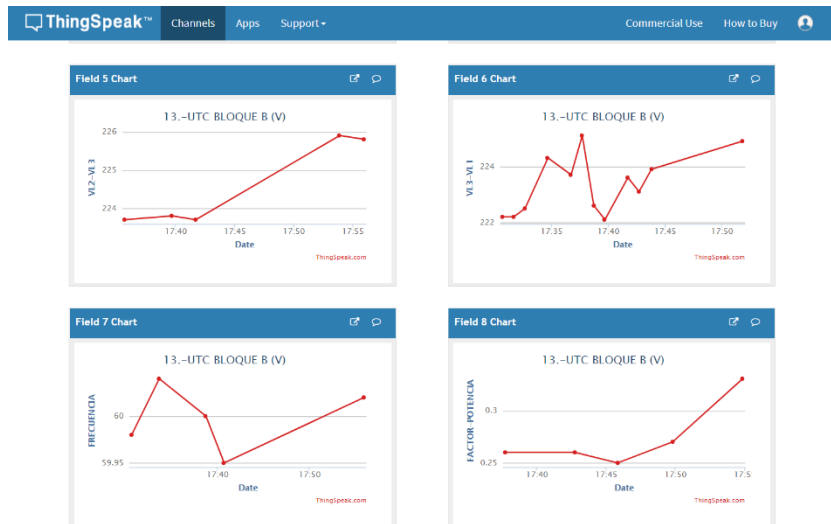 ThingSpeak™ Channels Apps Support Commercial Use How to Buy
Field 5 Chart
13.-UTC BLOQUE B (V)
VL2-VL3
226
225
224
17:40 17:45 17:50 17:55
Date
ThingSpeak.com
Field 6 Chart
13.-UTC BLOQUE B (V)
VL3-VL1
224
222
17:35 17:40 17:45 17:50
Date
ThingSpeak.com
Field 7 Chart
13.-UTC BLOQUE B (V)
FRECUENCIA
60
59.95
17:40 17:50
Date
ThingSpeak.com
Field 8 Chart
13.-UTC BLOQUE B (V)
FACTOR-POTENCIA
0.3
0.25
17:40 17:45 17:50 17:5
Date
ThingSpeak.com